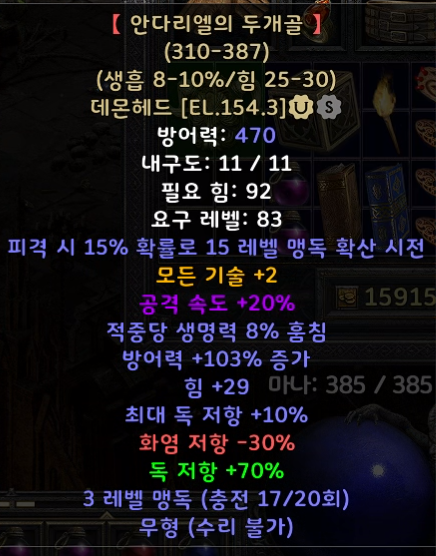 【 안다리엘의 두개골 】
(310-387)
(생흡 8-10%/힘 25-30)
데몬헤드 [EL.154.3] U S
방어력: 470
내구도: 11 / 11
필요 힘: 92
요구 레벨: 83
피격 시 15% 확률로 15 레벨 맹독 확산 시전
모든 기술 +2
공격 속도 +20%
15915
적중당 생명력 8% 훔침
방어력 +103% 증가
힘 +29
마나: 385 / 385
최대 독 저항 +10%
화염 저항 -30%
독 저항 +70%
3 레벨 맹독 (충전 17/20회)
무형 (수리 불가)